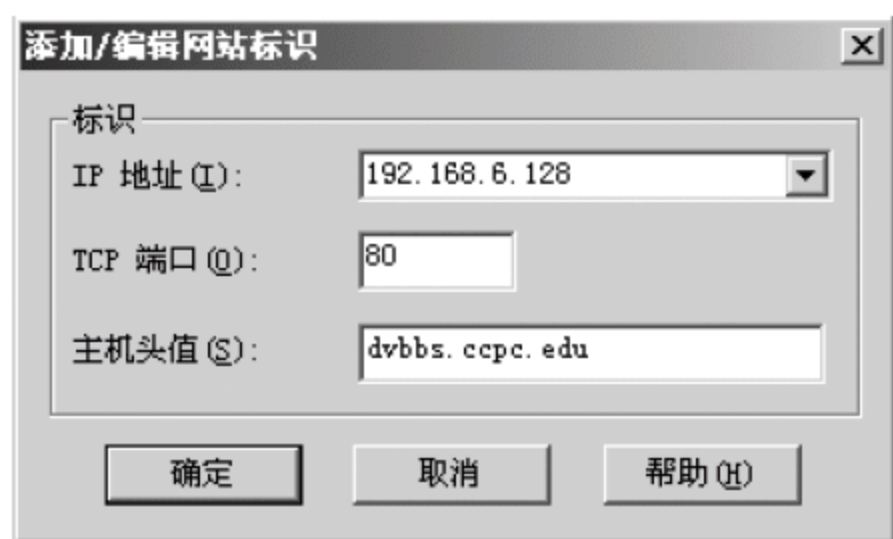 添加/编辑网站标识
标识
IP 地址(I):
192.168.6.128
TCP 端口(O):
80
主机头值(S):
dvbbs.ccpc.edu
确定
取消
帮助(H)